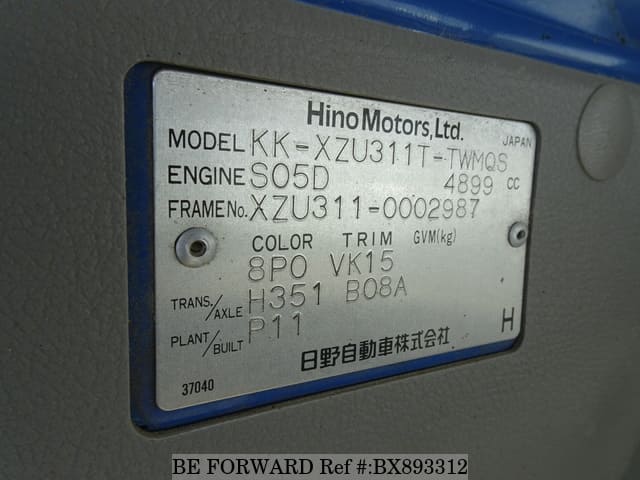 Hino Motors, Ltd.
JAPAN
MODEL KK-XZU311T-TWMQS
ENGINE S05D 4899 CC
FRAME No. XZU311-0002987
COLOR TRIM GVM(kg)
8P0 VK15
TRANS./AXLE H351 B08A
PLANT/BUILT P11
H
日野自動車株式会社
37040
BE FORWARD Ref #:BX893312